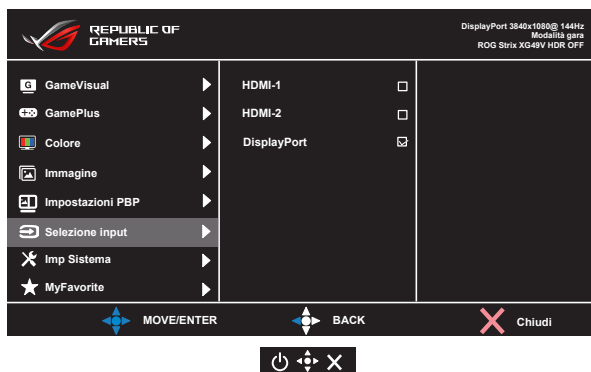 REPUBLIC OF
GAMERS
DisplayPort 3840x1080@ 144Hz
Modalità gara
ROG Strix XG49V HDR OFF
G GameVisual
GamePlus
Colore
Immagine
Impostazioni PBP
Selezione input
Imp Sistema
MyFavorite
HDMI-1
HDMI-2
DisplayPort
MOVE/ENTER
BACK
Chiudi